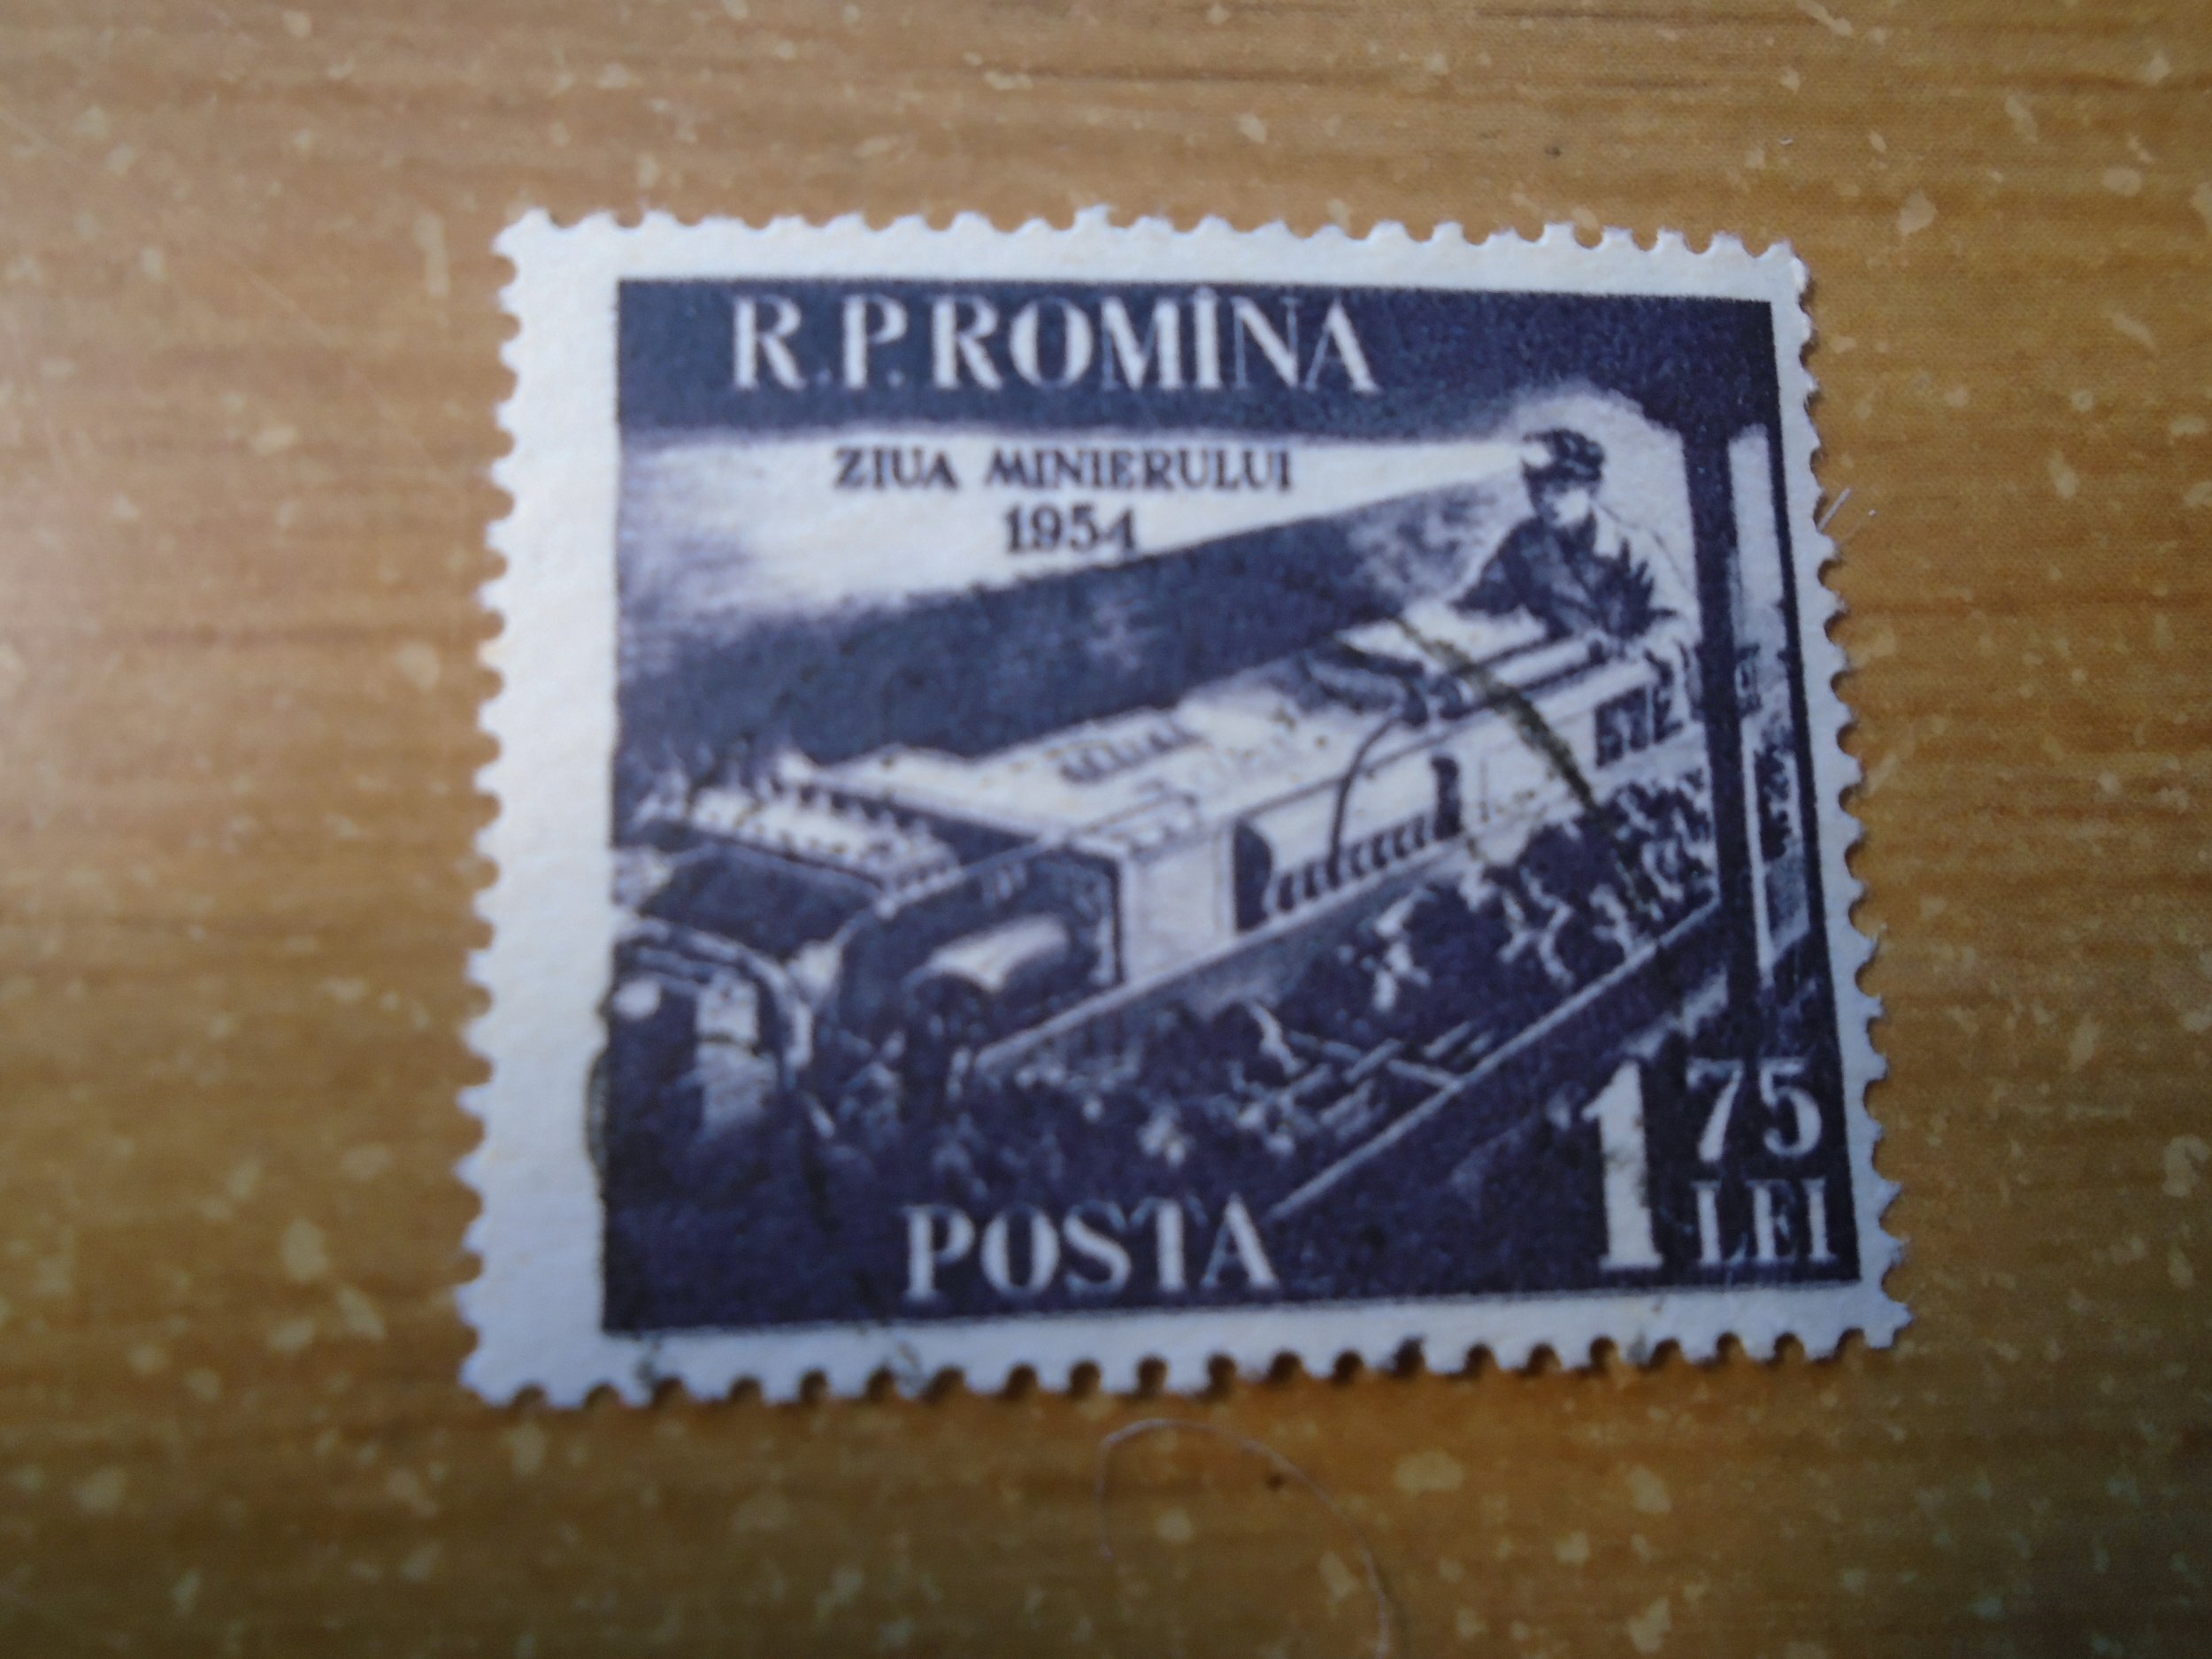 R.P.ROMÎNA
ZIUA MINIERULUI
1954
1 75
LEI
POSTA